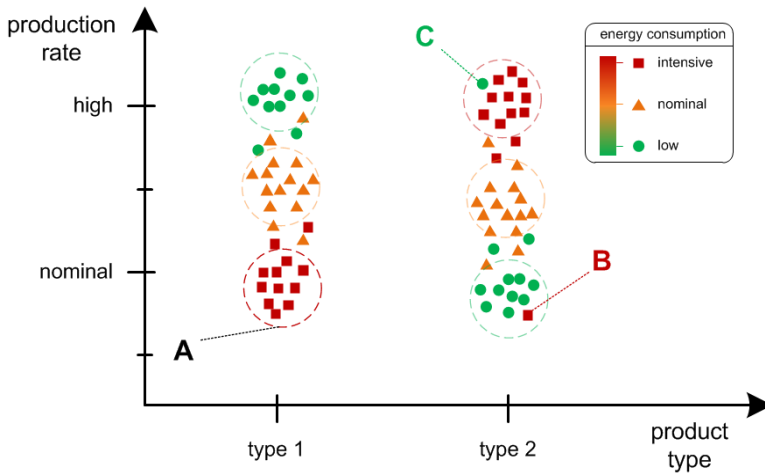 production
rate
high
nominal
A
C
B
energy consumption
intensive
nominal
low
type 1
type 2
product
type